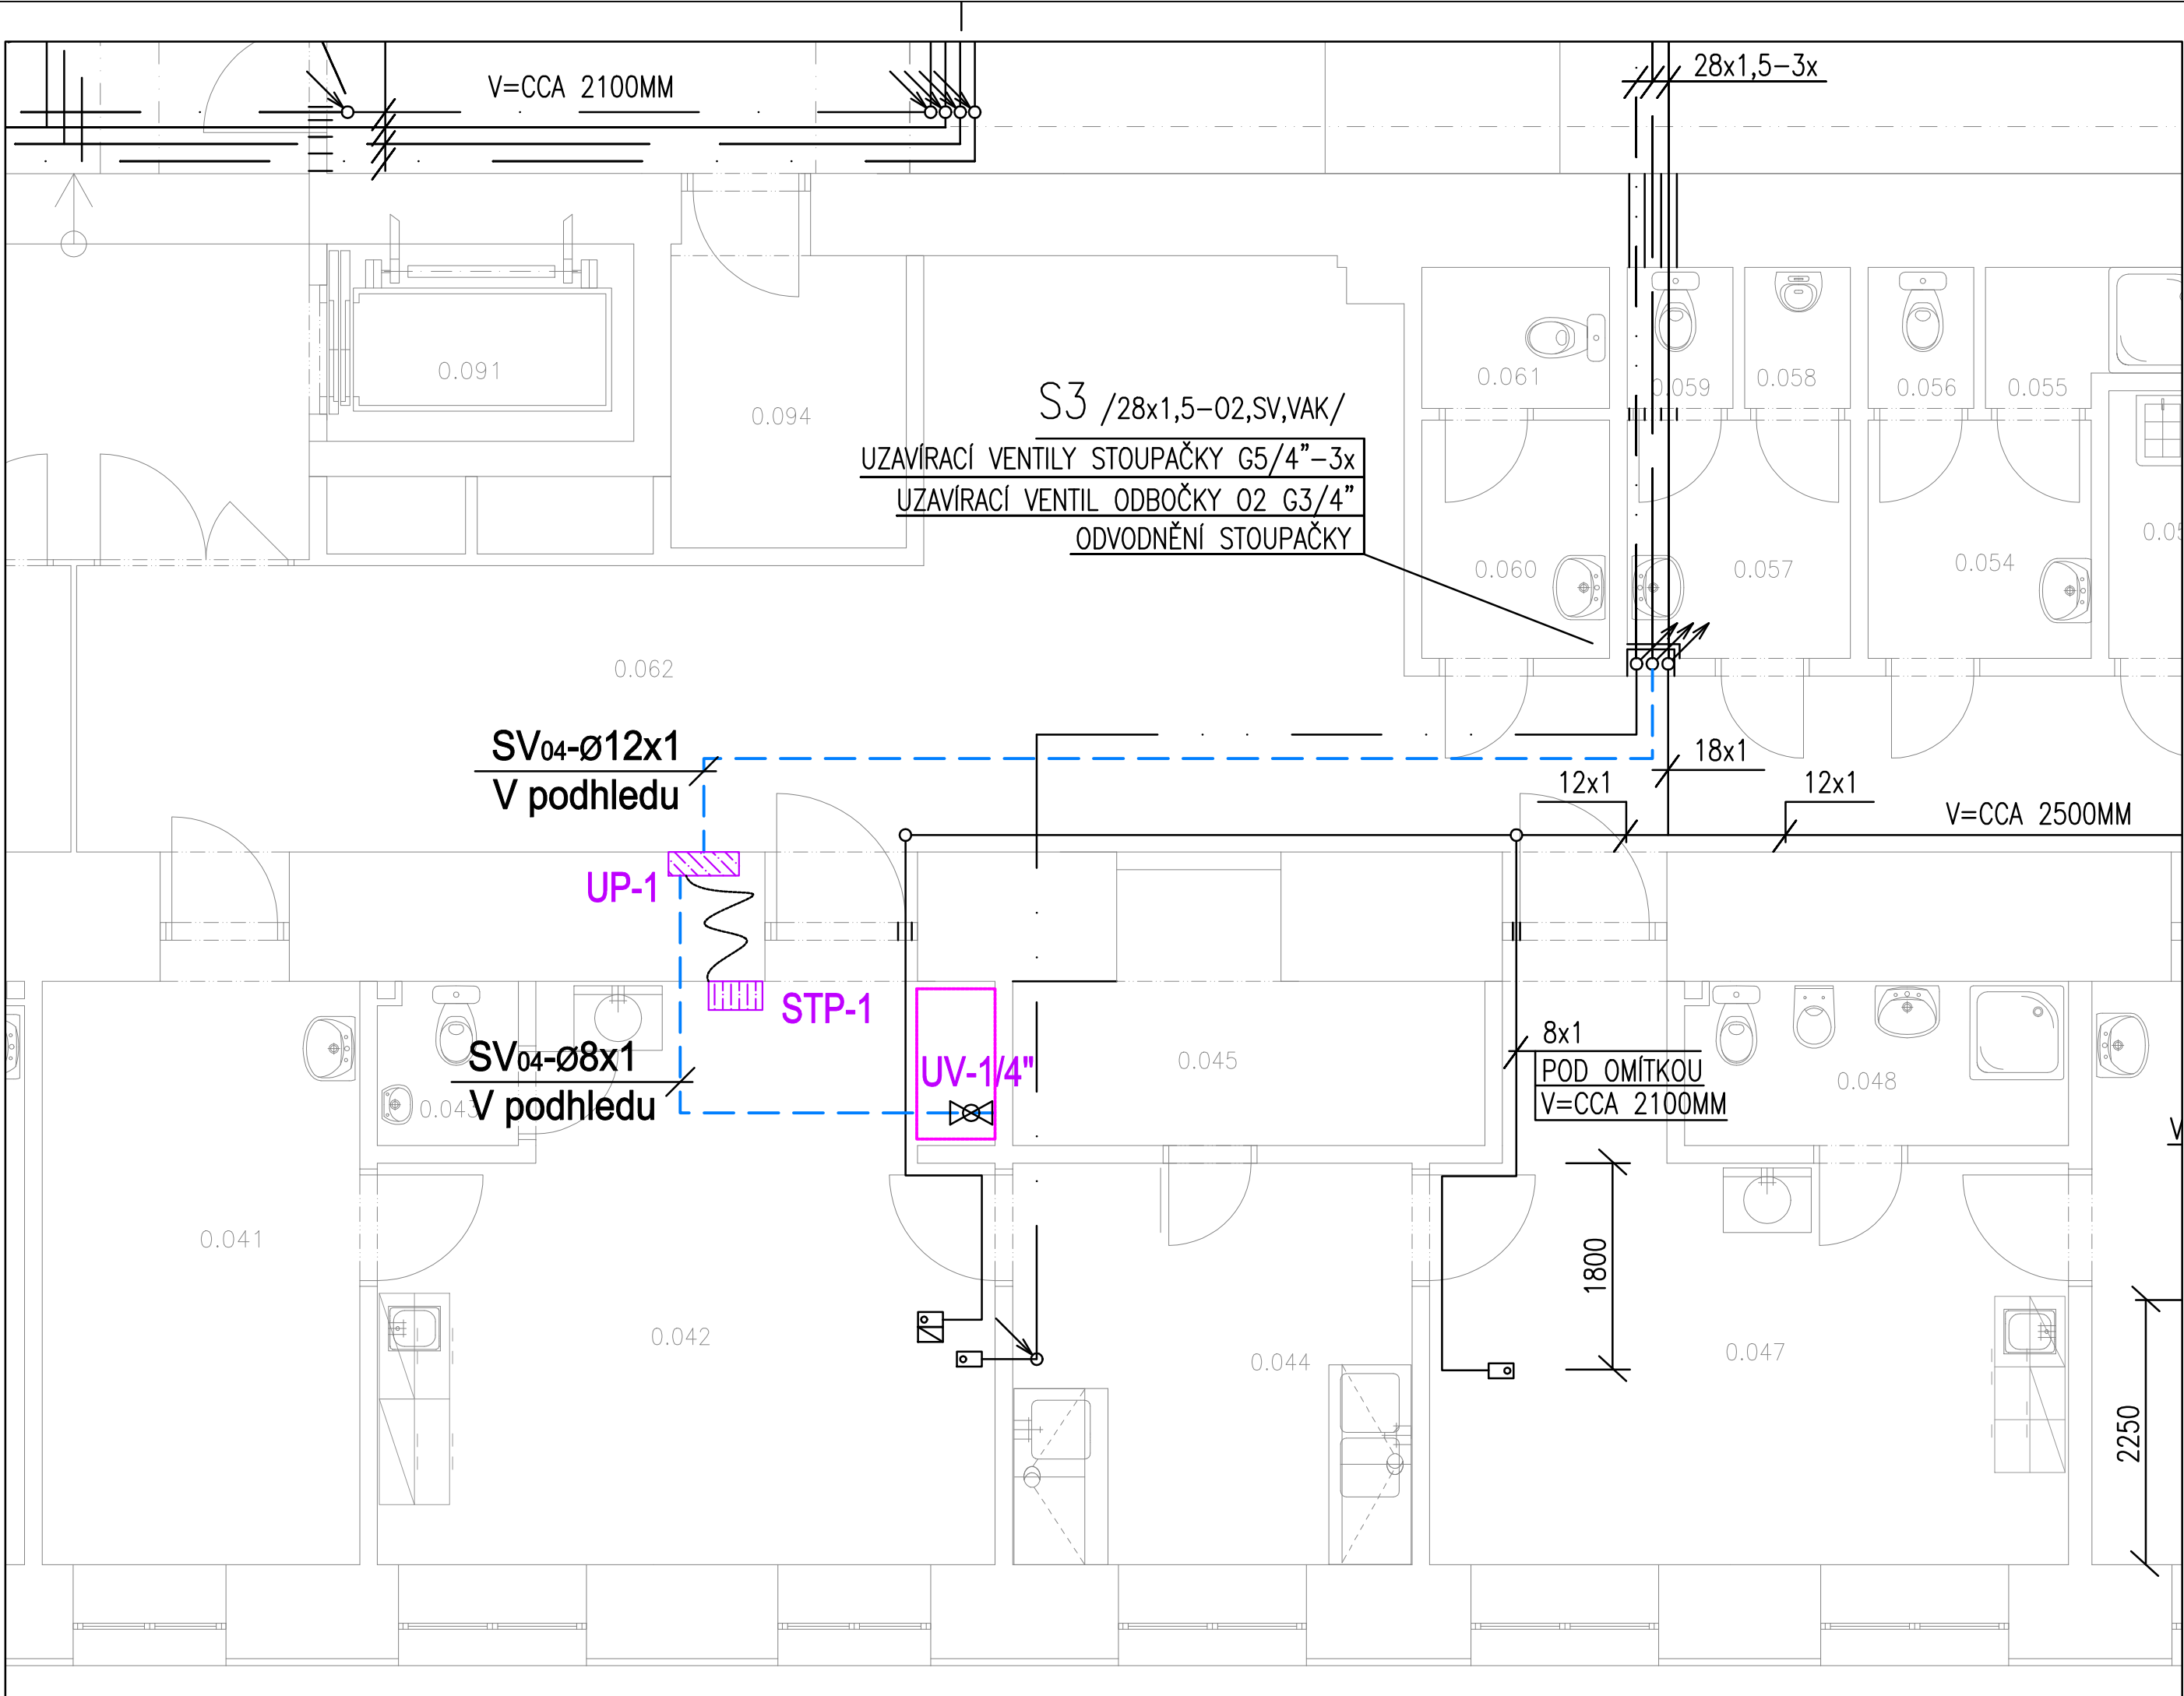 V=CCA 2100MM
28x1,5-3x
0.091
0.094
S3 /28x1,5-O2,SV,VAK/
UZAVÍRACÍ VENTILY STOUPAČKY G5/4"-3x
UZAVÍRACÍ VENTIL ODBOČKY O2 G3/4"
ODVODNĚNÍ STOUPAČKY
0.061
0.059
0.058
0.056
0.055
0.060
0.057
0.054
0.062
SV04-Ø12x1
V podhledu
18x1
12x1
12x1
V=CCA 2500MM
UP-1
STP-1
SV04-Ø8x1
V podhledu
0.043
UV-1/4"
0.045
8x1
POD OMÍTKOU
V=CCA 2100MM
0.048
0.041
0.042
0.044
0.047
1800
2250